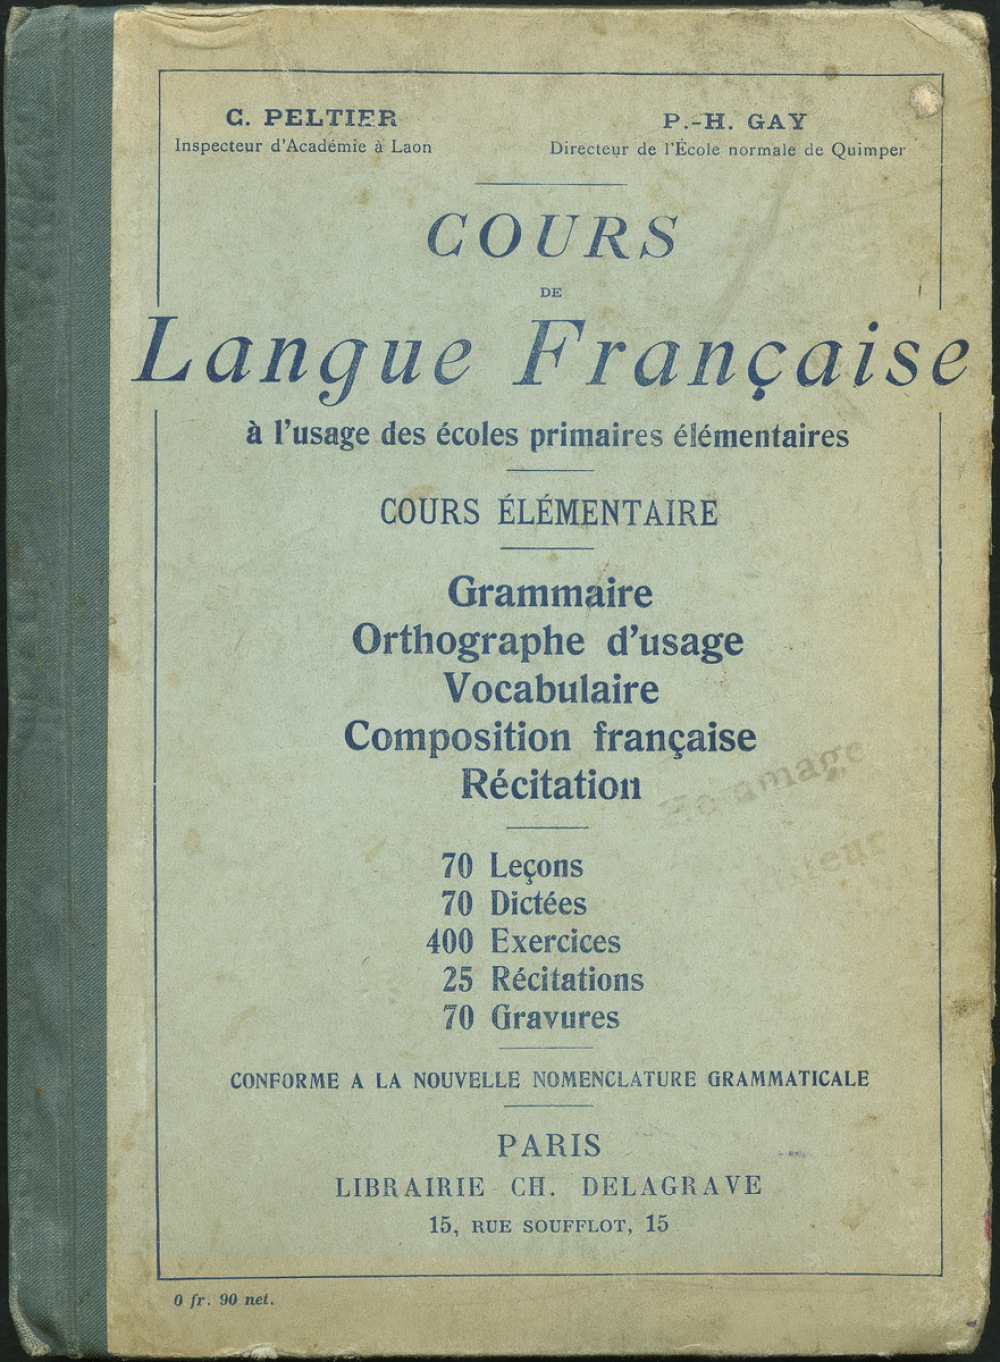 C. PELTIER
Inspecteur d'Académie à Laon
P.-H. GAY
Directeur de l'École normale de Quimper
COURS
DE
Langue Française
à l'usage des écoles primaires élémentaires
COURS ÉLÉMENTAIRE
Grammaire
Orthographe d'usage
Vocabulaire
Composition française
Récitation
Hommage
70 Leçons
70 Dictées
400 Exercices
25 Récitations
70 Gravures
CONFORME A LA NOUVELLE NOMENCLATURE GRAMMATICALE
PARIS
LIBRAIRIE CH. DELAGRAVE
15, RUE SOUFFLOT, 15
0 fr. 90 net.